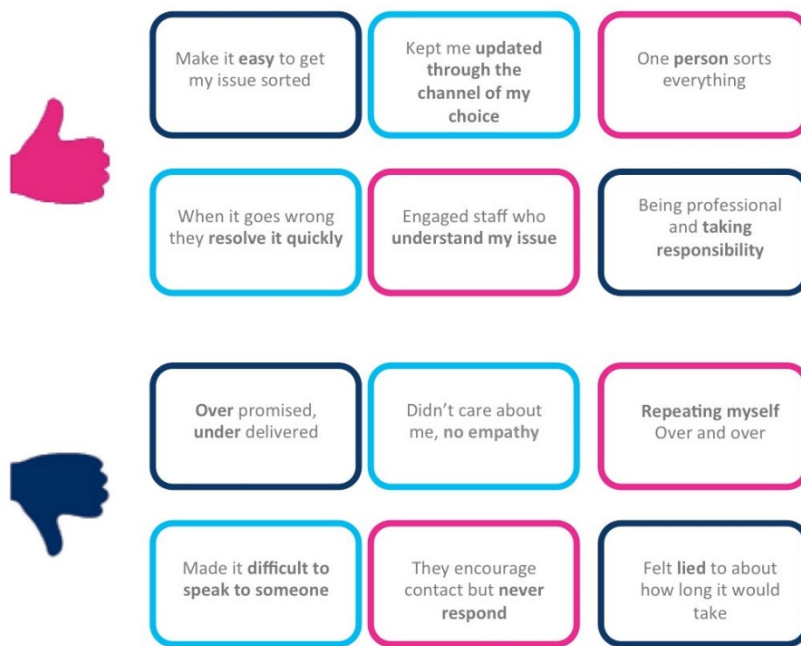 Make it easy to get
my issue sorted
Kept me updated
through the
channel of my
choice
One person sorts
everything
When it goes wrong
they resolve it quickly
Engaged staff who
understand my issue
Being professional
and taking
responsibility
Over promised,
under delivered
Didn’t care about
me, no empathy
Repeating myself
Over and over
Made it difficult to
speak to someone
They encourage
contact but never
respond
Felt lied to about
how long it would
take